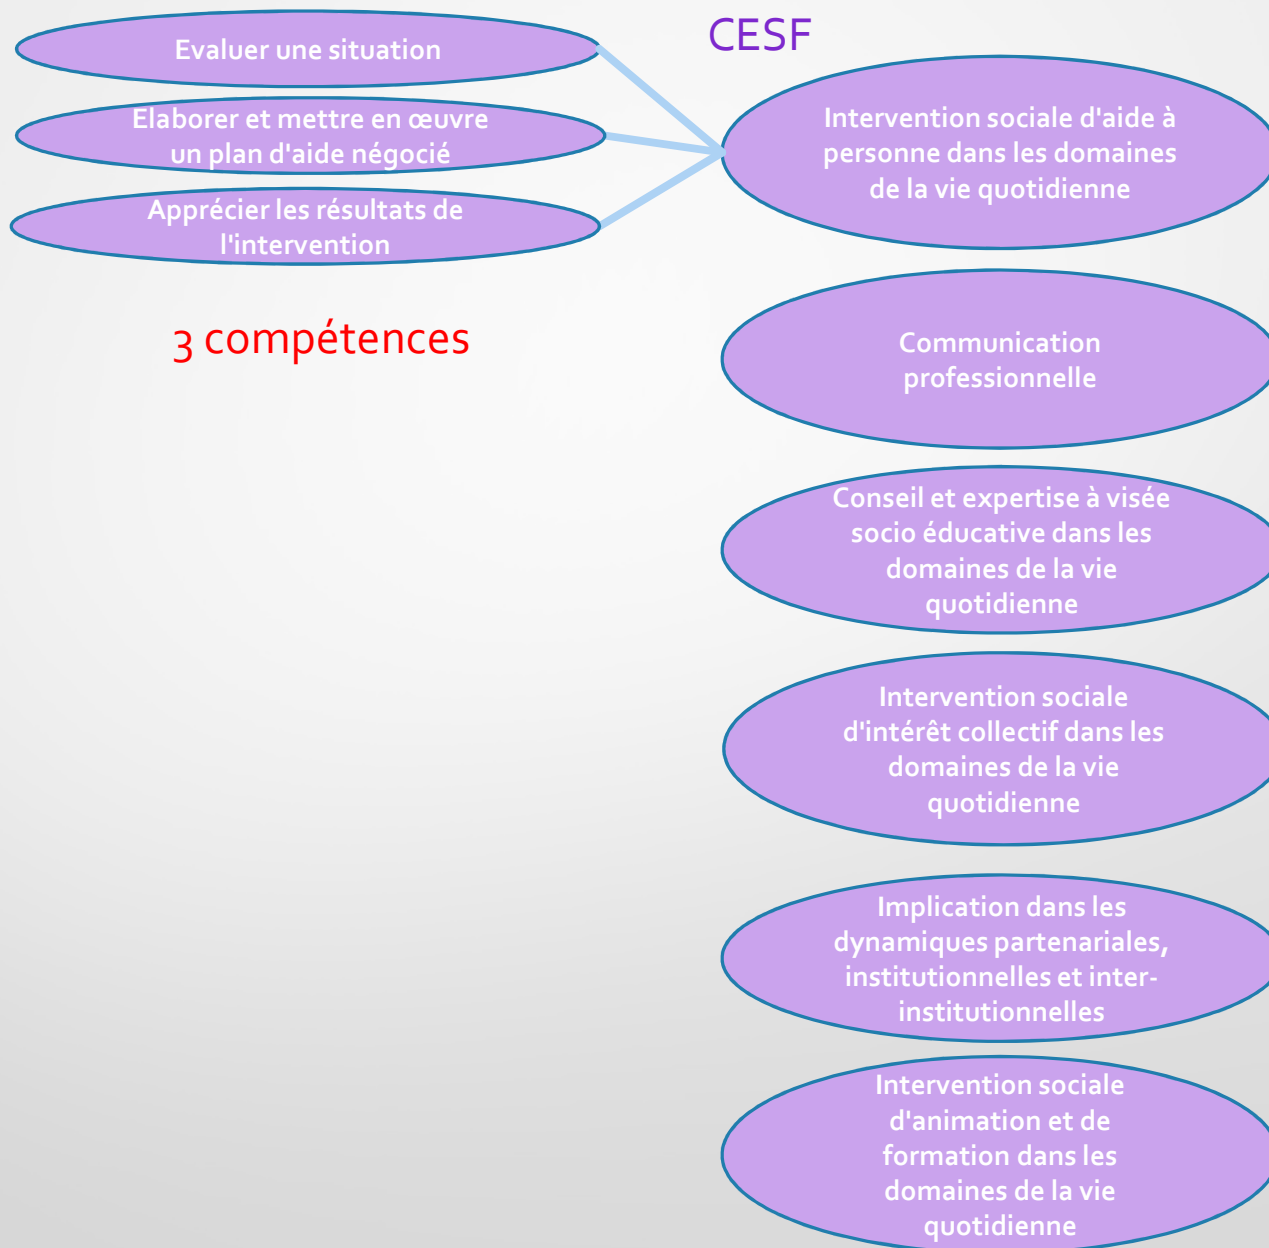 CESF
Evaluer une situation
Elaborer et mettre en œuvre
un plan d'aide négocié
Apprécier les résultats de
l'intervention
3 compétences
Intervention sociale d'aide à
personne dans les domaines
de la vie quotidienne
Communication
professionnelle
Conseil et expertise à visée
socio éducative dans les
domaines de la vie
quotidienne
Intervention sociale
d'intérêt collectif dans les
domaines de la vie
quotidienne
Implication dans les
dynamiques partenariales,
institutionnelles et inter-
institutionnelles
Intervention sociale
d'animation et de
formation dans les
domaines de la vie
quotidienne